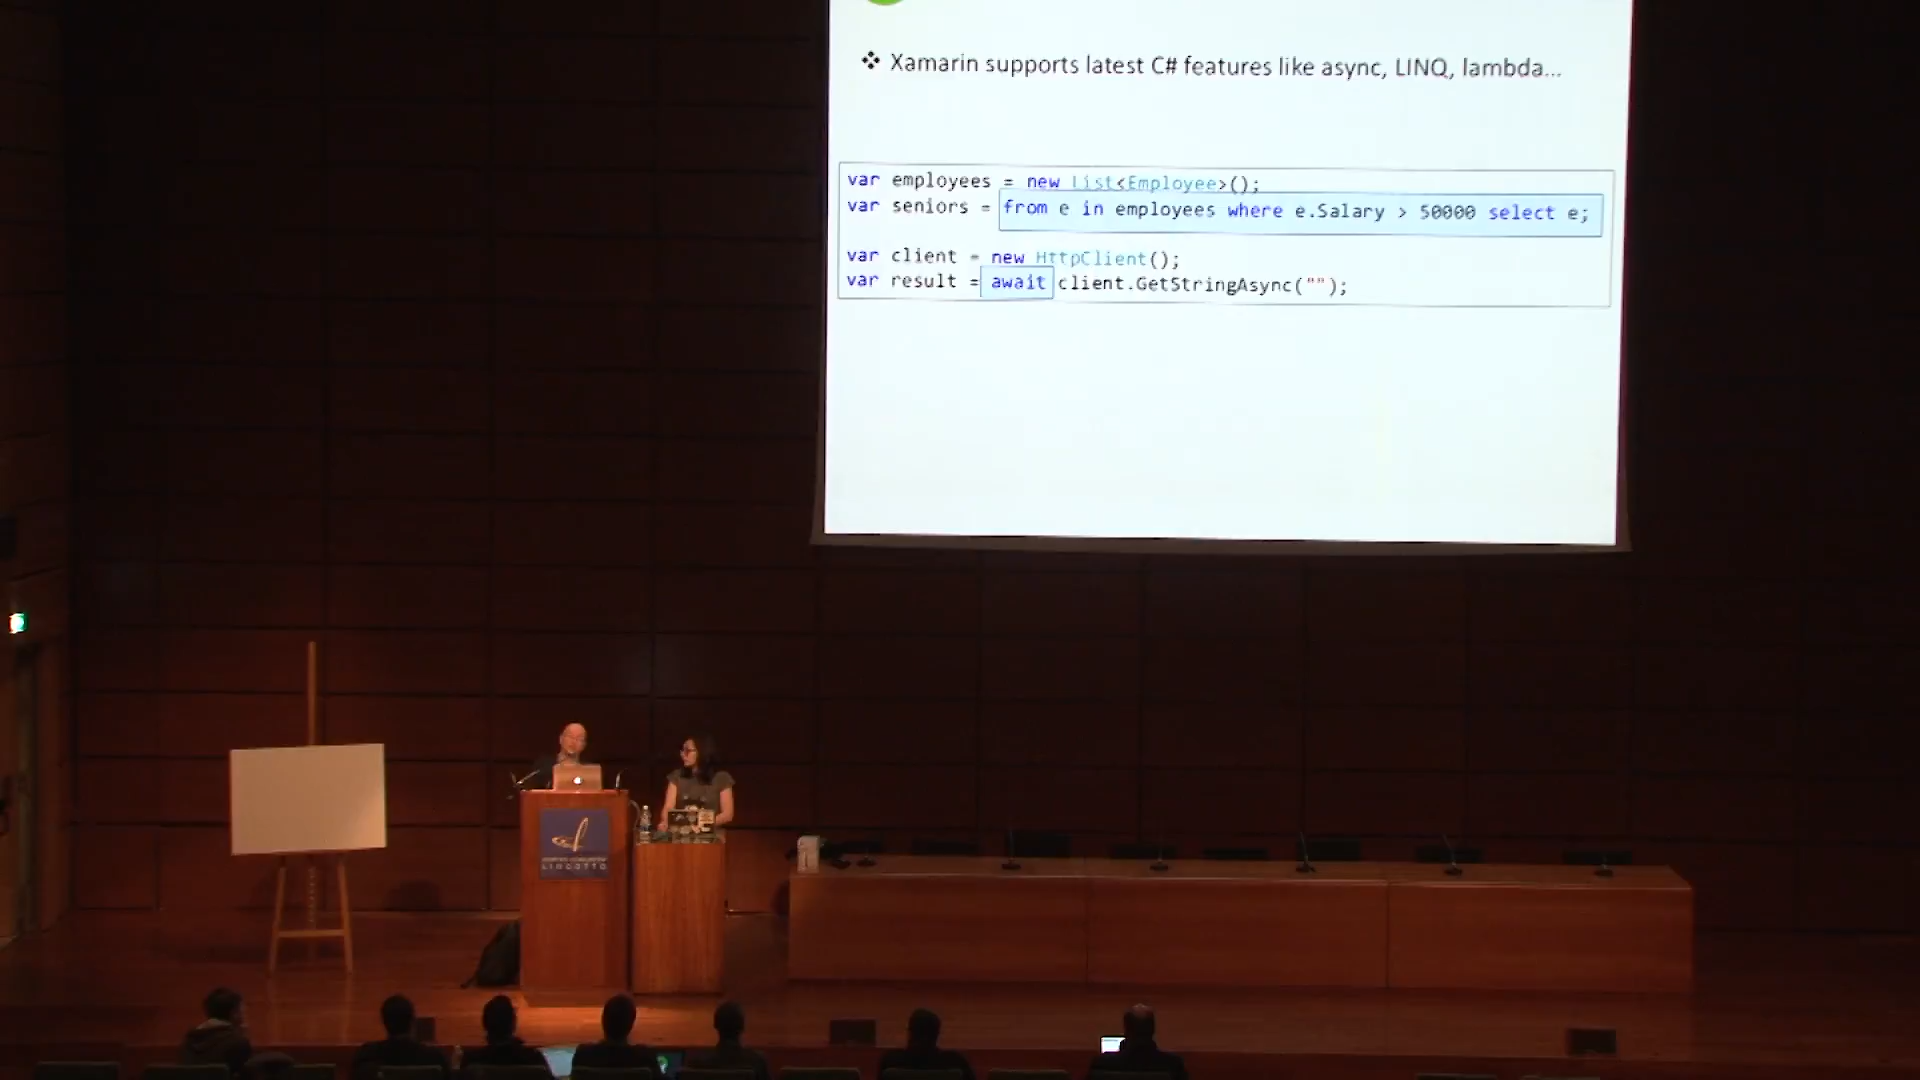 ❖ Xamarin supports latest C# features like async, LINQ, lambda...
var employees = new List<Employee>();
var seniors = from e in employees where e.Salary > 50000 select e;
var client = new HttpClient();
var result = await client.GetStringAsync("");
LINGOTTO